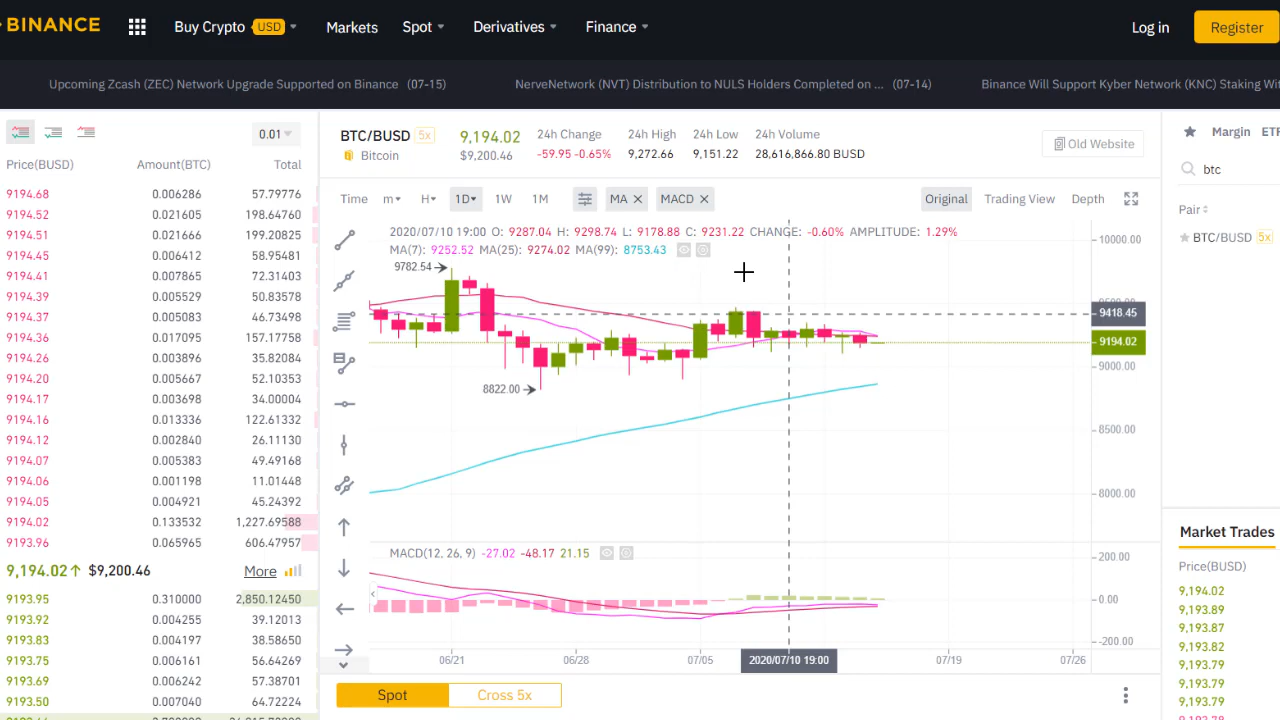 BINANCE
Buy Crypto USD
Markets
Spot
Derivatives
Finance
Log in
Register
Upcoming Zcash (ZEC) Network Upgrade Supported on Binance (07-15)
NerveNetwork (NVT) Distribution to NULS Holders Completed on ... (07-14)
Binance Will Support Kyber Network (KNC) Staking Wit
0.01
Price(BUSD) Amount(BTC) Total
9194.68 0.006286 57.79776
9194.52 0.021605 198.64760
9194.51 0.021666 199.20825
9194.45 0.006412 58.95481
9194.41 0.007865 72.31403
9194.39 0.005529 50.83578
9194.37 0.005083 46.73498
9194.36 0.017095 157.17758
9194.26 0.003896 35.82084
9194.20 0.005667 52.10353
9194.17 0.003698 34.00004
9194.16 0.013336 122.61332
9194.12 0.002840 26.11130
9194.07 0.005383 49.49168
9194.06 0.001198 11.01448
9194.05 0.004921 45.24392
9194.02 0.133532 1,227.69588
9193.96 0.065965 606.47957
9,194.02 $9,200.46 More
9193.95 0.310000 2,850.12450
9193.92 0.004255 39.12013
9193.83 0.004197 38.58650
9193.75 0.006161 56.64269
9193.69 0.006242 57.38701
9193.50 0.007040 64.72224
BTC/BUSD 5x
Bitcoin
9,194.02
$9,200.46
24h Change
-59.95 -0.65%
24h High
9,272.66
24h Low
9,151.22
24h Volume
28,616,866.80 BUSD
Old Website
Time m H 1D 1W 1M MA MACD Original Trading View Depth
2020/07/10 19:00 O: 9287.04 H: 9298.74 L: 9178.88 C: 9231.22 CHANGE: -0.60% AMPLITUDE: 1.29%
MA(7): 9252.52 MA(25): 9274.02 MA(99): 8753.43
9782.54
8822.00
10000.00
9418.45
9194.02
9000.00
8500.00
8000.00
MACD(12, 26, 9) -27.02 -48.17 21.15
200.00
0.00
-200.00
06/21 06/28 07/05 2020/07/10 19:00 07/19 07/26
Spot
Cross 5x
Margin ETF
btc
Pair
BTC/BUSD 5x
Market Trades
Price(BUSD)
9,194.02
9,193.89
9,193.87
9,193.82
9,193.79
9,193.79
9,193.79